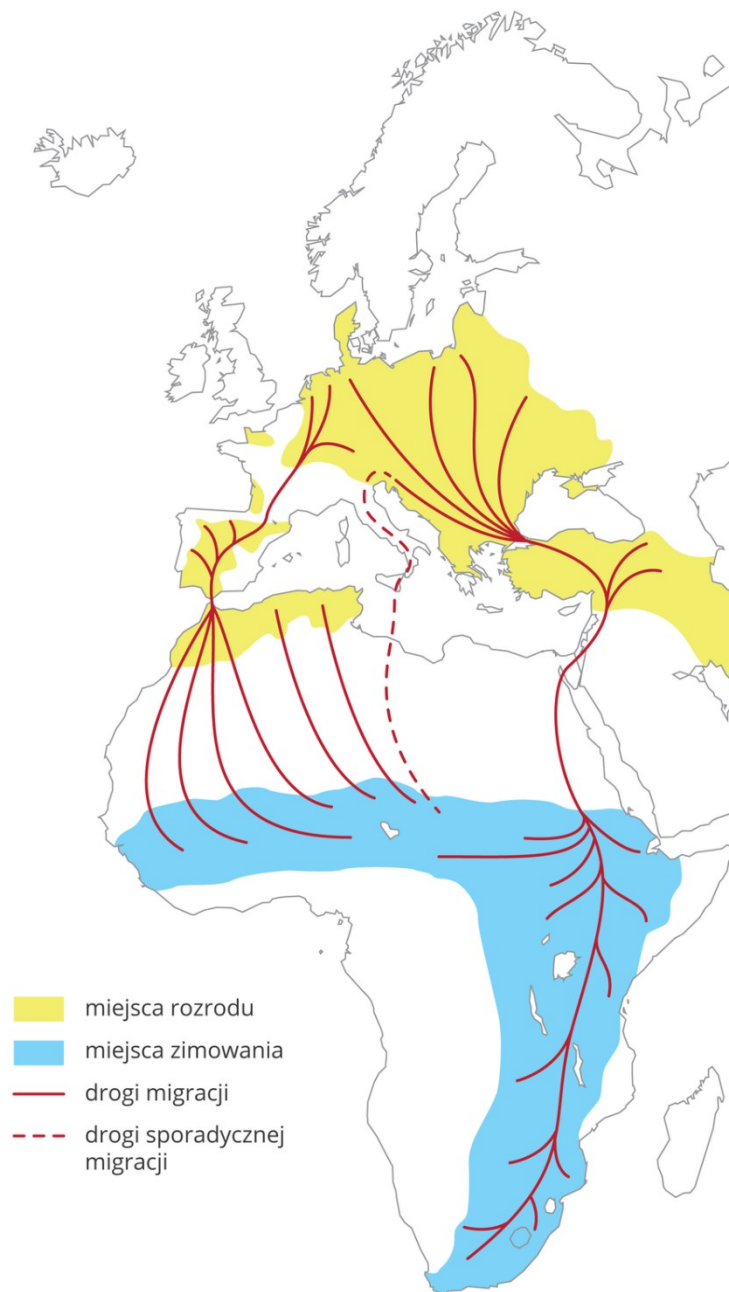 miejsca rozrodu
miejsca zimowania
drogi migracji
drogi sporadycznej
migracji